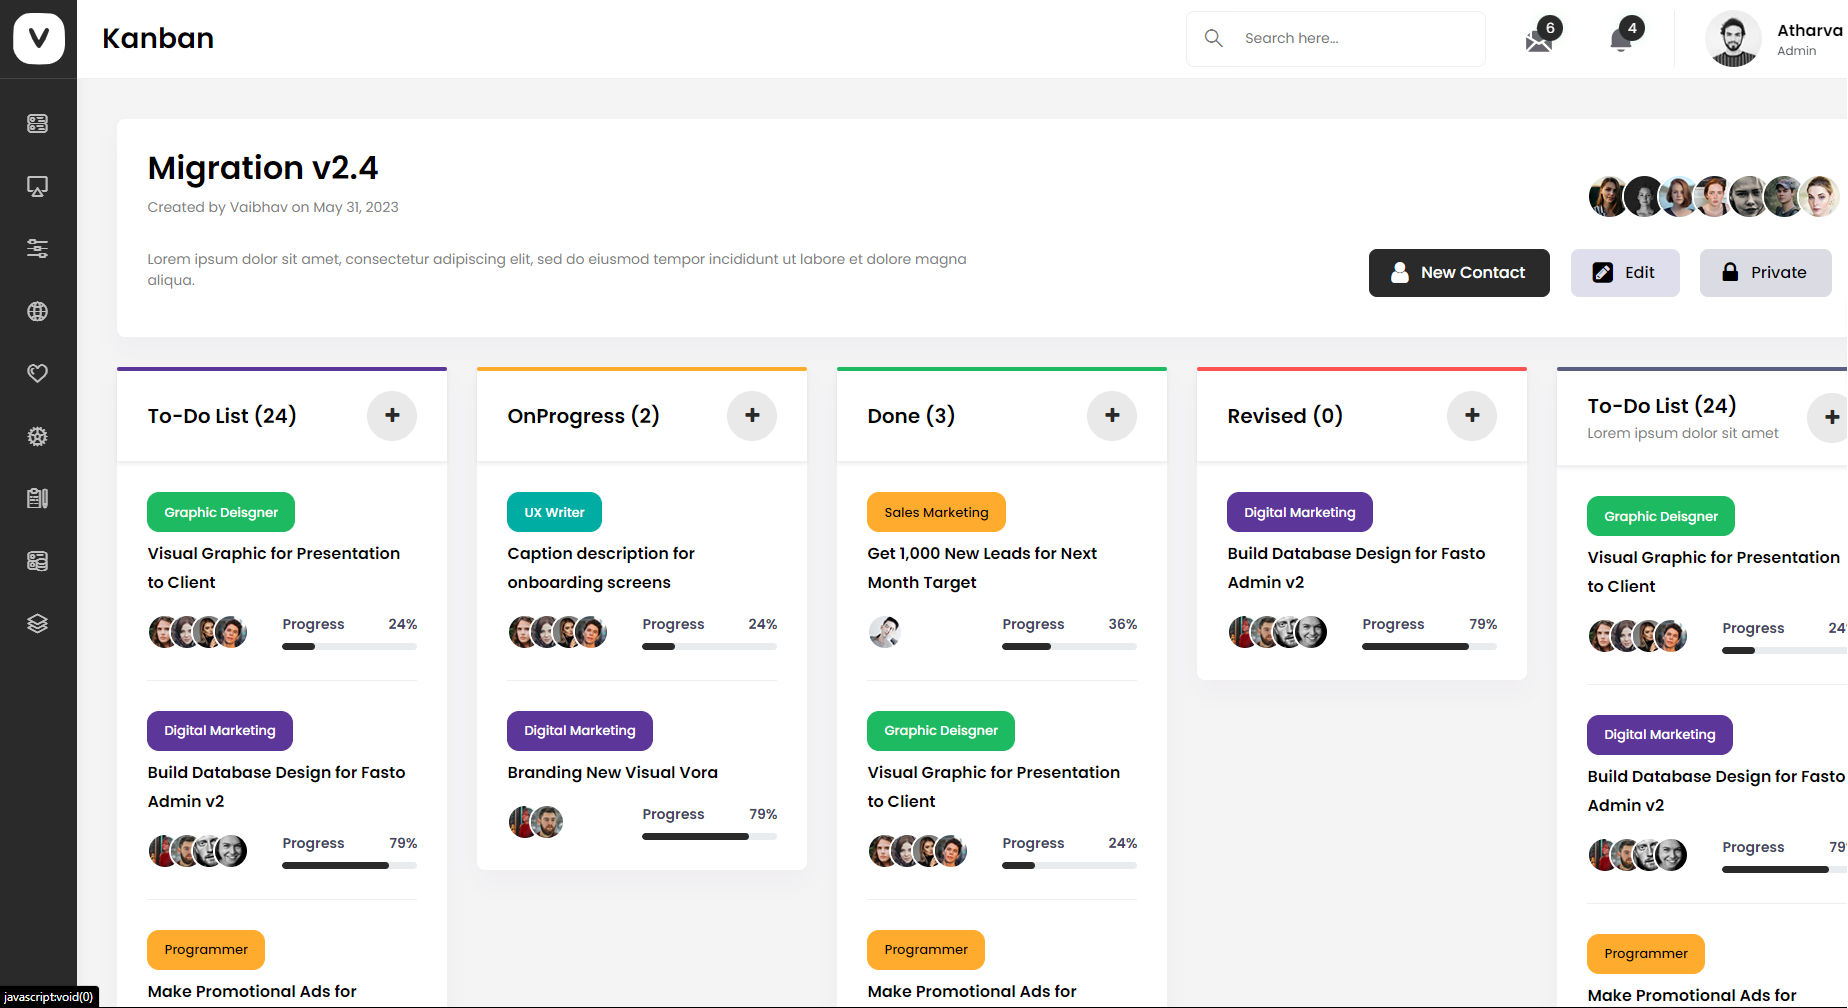 V
Kanban
Search here...
6
4
Atharva
Admin
Migration v2.4
Created by Vaibhav on May 31, 2023
Lorem ipsum dolor sit amet, consectetur adipiscing elit, sed do eiusmod tempor incididunt ut labore et dolore magna
aliqua.
New Contact
Edit
Private
To-Do List (24)
Graphic Deisgner
Visual Graphic for Presentation
to Client
Progress 24%
Digital Marketing
Build Database Design for Fasto
Admin v2
Progress 79%
Programmer
Make Promotional Ads for
OnProgress (2)
UX Writer
Caption description for
onboarding screens
Progress 24%
Digital Marketing
Branding New Visual Vora
Progress 79%
Done (3)
Sales Marketing
Get 1,000 New Leads for Next
Month Target
Progress 36%
Graphic Deisgner
Visual Graphic for Presentation
to Client
Progress 24%
Programmer
Make Promotional Ads for
Revised (0)
Digital Marketing
Build Database Design for Fasto
Admin v2
Progress 79%
To-Do List (24)
Lorem ipsum dolor sit amet
Graphic Deisgner
Visual Graphic for Presentation
to Client
Progress 24
Digital Marketing
Build Database Design for Fasto
Admin v2
Progress 79
Programmer
Make Promotional Ads for
javascript:void(0)